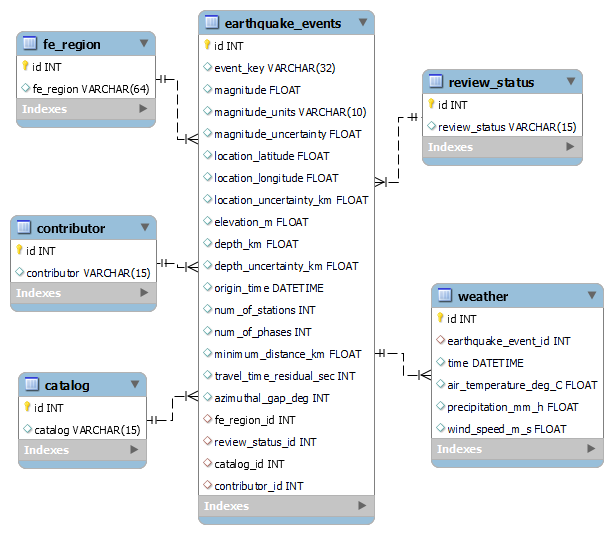 fe_region
id INT
fe_region VARCHAR(64)
Indexes
contributor
id INT
contributor VARCHAR(15)
Indexes
catalog
id INT
catalog VARCHAR(15)
Indexes
earthquake_events
id INT
event_key VARCHAR(32)
magnitude FLOAT
magnitude_units VARCHAR(10)
magnitude_uncertainty FLOAT
location_latitude FLOAT
location_longitude FLOAT
location_uncertainty_km FLOAT
elevation_m FLOAT
depth_km FLOAT
depth_uncertainty_km FLOAT
origin_time DATETIME
num_of_stations INT
num_of_phases INT
minimum_distance_km FLOAT
travel_time_residual_sec INT
azimuthal_gap_deg INT
fe_region_id INT
review_status_id INT
catalog_id INT
contributor_id INT
Indexes
review_status
id INT
review_status VARCHAR(15)
Indexes
weather
id INT
earthquake_event_id INT
time DATETIME
air_temperature_deg_C FLOAT
precipitation_mm_h FLOAT
wind_speed_m_s FLOAT
Indexes